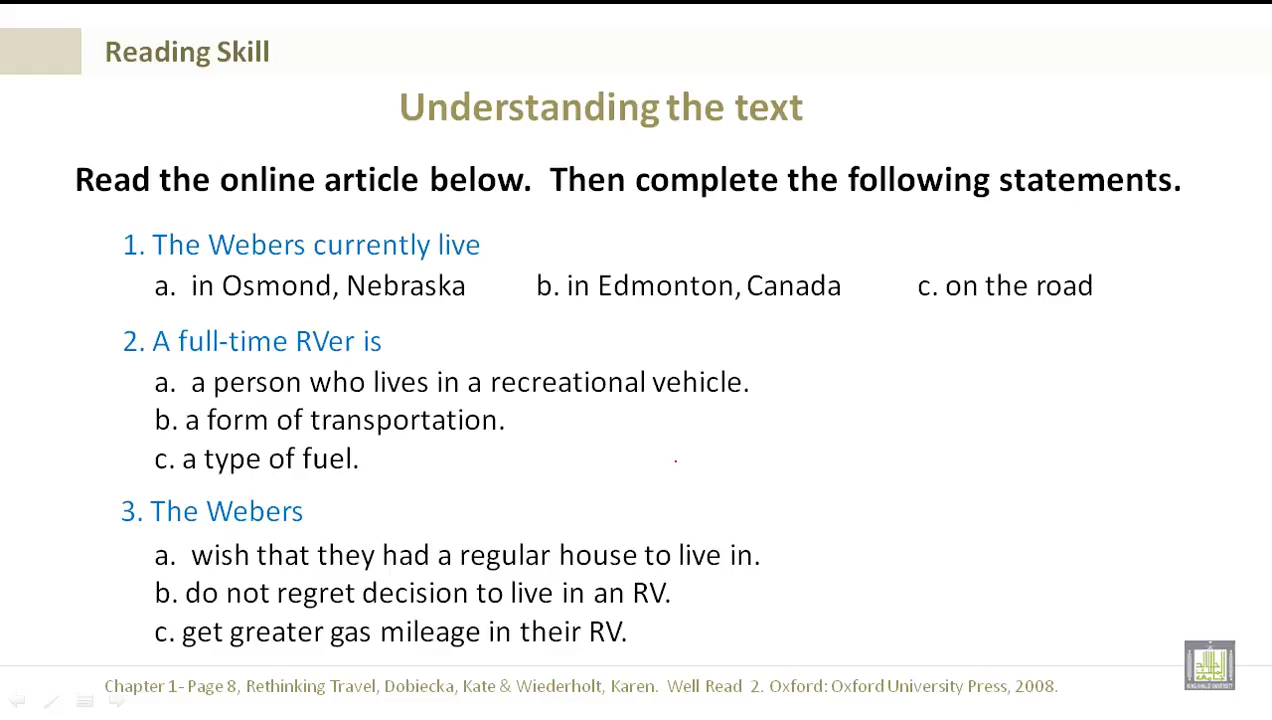 Reading Skill
Understanding the text
Read the online article below. Then complete the following statements.
1. The Webers currently live
a. in Osmond, Nebraska b. in Edmonton, Canada c. on the road
2. A full-time RVer is
a. a person who lives in a recreational vehicle.
b. a form of transportation.
c. a type of fuel.
3. The Webers
a. wish that they had a regular house to live in.
b. do not regret decision to live in an RV.
c. get greater gas mileage in their RV.
Chapter 1- Page 8, Rethinking Travel, Dobiecka, Kate & Wiederholt, Karen. Well Read 2. Oxford: Oxford University Press, 2008.